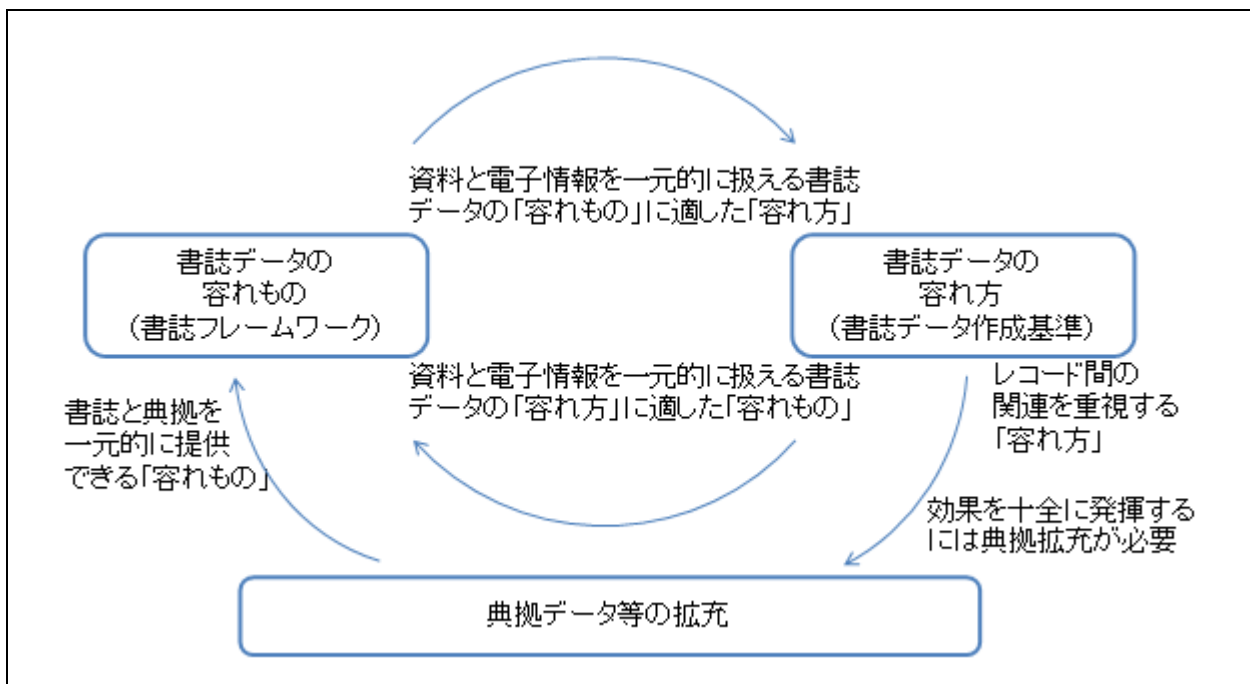 資料と電子情報を一元的に扱える書誌
データの「容れもの」に適した「容れ方」
書誌データの
容れもの
（書誌フレームワーク）
書誌データの
容れ方
（書誌データ作成基準）
資料と電子情報を一元的に扱える書誌
データの「容れ方」に適した「容れもの」
レコード間の
関連を重視する
「容れ方」
書誌と典拠を
一元的に提供
できる「容れもの」
効果を十全に発揮する
には典拠拡充が必要
典拠データ等の拡充